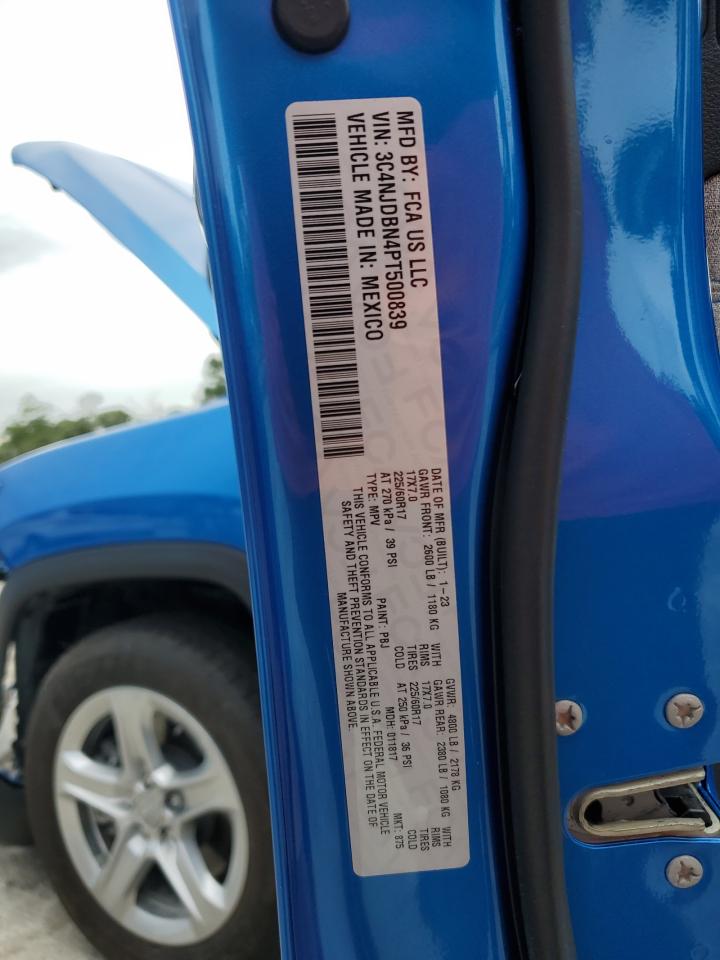 MFD BY: FCA US LLC
VIN: 3C4NJDBN4PT500839
VEHICLE MADE IN: MEXICO
DATE OF MFR (BUILT): 1-23 GVWR: 4800 LB / 2178 KG
GAWR FRONT: 2600 LB / 1180 KG WITH GAWR REAR: 2380 LB / 1080 KG WITH
17X7.0 RIMS 17X7.0 RIMS
225/60R17 TIRES 225/60R17 TIRES
AT 270 kPa / 39 PSI COLD AT 250 kPa / 36 PSI COLD
TYPE: MPV PAINT: PBJ MDH: 011817 MKT: 875
THIS VEHICLE CONFORMS TO ALL APPLICABLE U.S.A. FEDERAL MOTOR VEHICLE
SAFETY AND THEFT PREVENTION STANDARDS IN EFFECT ON THE DATE OF
MANUFACTURE SHOWN ABOVE.